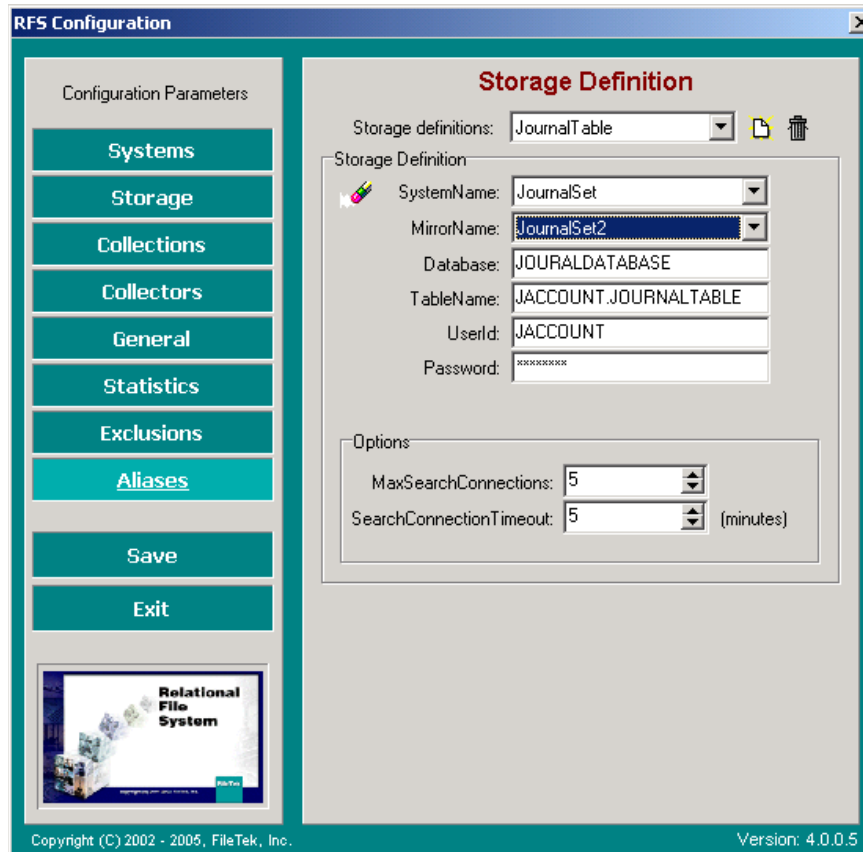 RFS Configuration
Configuration Parameters
Systems
Storage
Collections
Collectors
General
Statistics
Exclusions
Aliases
Save
Exit
Relational
File
System
FileTek
Copyright (C) 2002 - 2005, FileTek, Inc.
Storage Definition
Storage definitions: JournalTable
Storage Definition
SystemName: JournalSet
MirrorName: JournalSet2
Database: JOURALDATABASE
TableName: JACCOUNT.JOURNALTABLE
UserId: JACCOUNT
Password: ********
Options
MaxSearchConnections: 5
SearchConnectionTimeout: 5 (minutes)
Version: 4.0.0.5